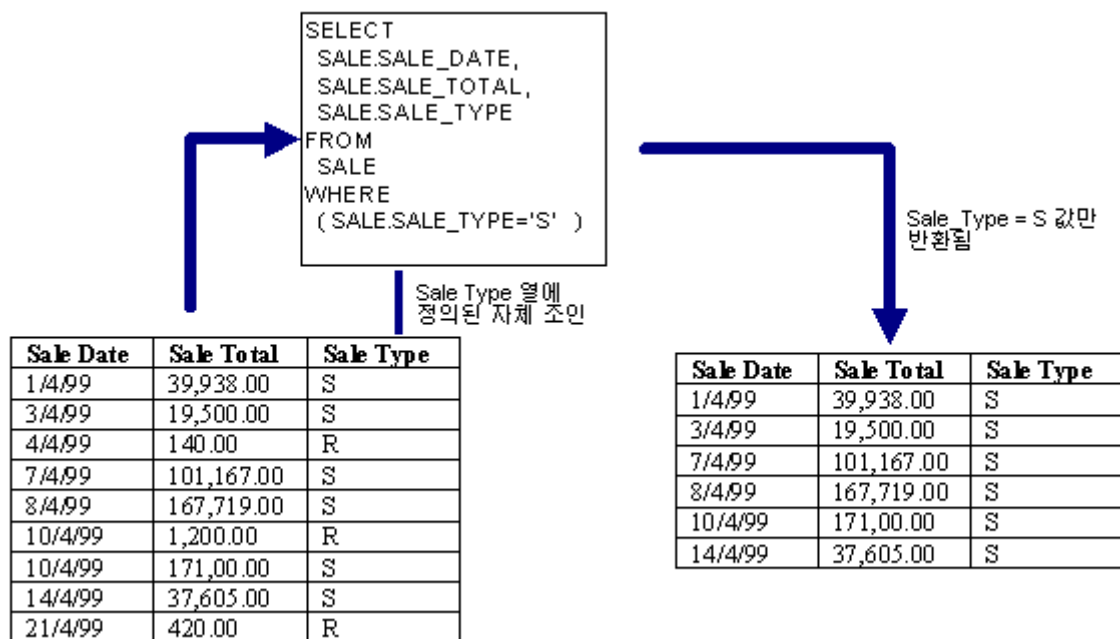 SELECT
SALE.SALE_DATE,
SALE.SALE_TOTAL,
SALE.SALE_TYPE
FROM
SALE
WHERE
( SALE.SALE_TYPE='S' )
Sale_Type = S 값만
반환됨
Sale Type 열에
정의된 자체 조인
Sale Date Sale Total Sale Type
1/4/99 39,938.00 S
3/4/99 19,500.00 S
4/4/99 140.00 R
7/4/99 101,167.00 S
8/4/99 167,719.00 S
10/4/99 1,200.00 R
10/4/99 171,00.00 S
14/4/99 37,605.00 S
21/4/99 420.00 R
Sale Date Sale Total Sale Type
1/4/99 39,938.00 S
3/4/99 19,500.00 S
7/4/99 101,167.00 S
8/4/99 167,719.00 S
10/4/99 171,00.00 S
14/4/99 37,605.00 S